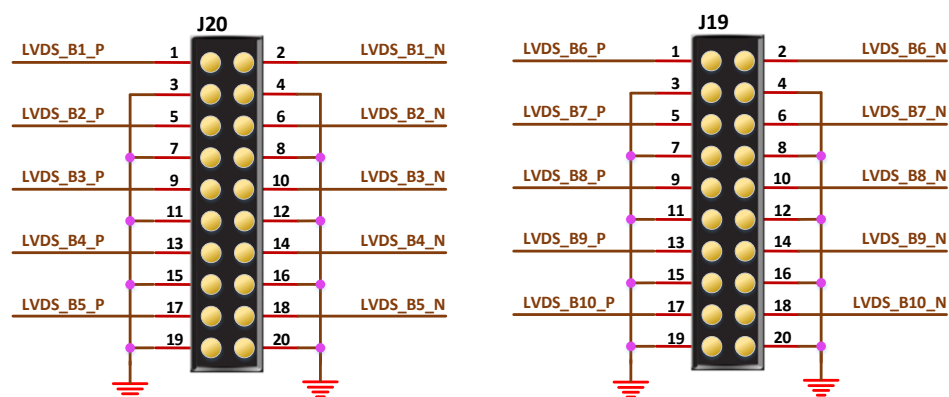 J20
LVDS_B1_P 1 2 LVDS_B1_N
3 4
LVDS_B2_P 5 6 LVDS_B2_N
7 8
LVDS_B3_P 9 10 LVDS_B3_N
11 12
LVDS_B4_P 13 14 LVDS_B4_N
15 16
LVDS_B5_P 17 18 LVDS_B5_N
19 20
J19
LVDS_B6_P 1 2 LVDS_B6_N
3 4
LVDS_B7_P 5 6 LVDS_B7_N
7 8
LVDS_B8_P 9 10 LVDS_B8_N
11 12
LVDS_B9_P 13 14 LVDS_B9_N
15 16
LVDS_B10_P 17 18 LVDS_B10_N
19 20